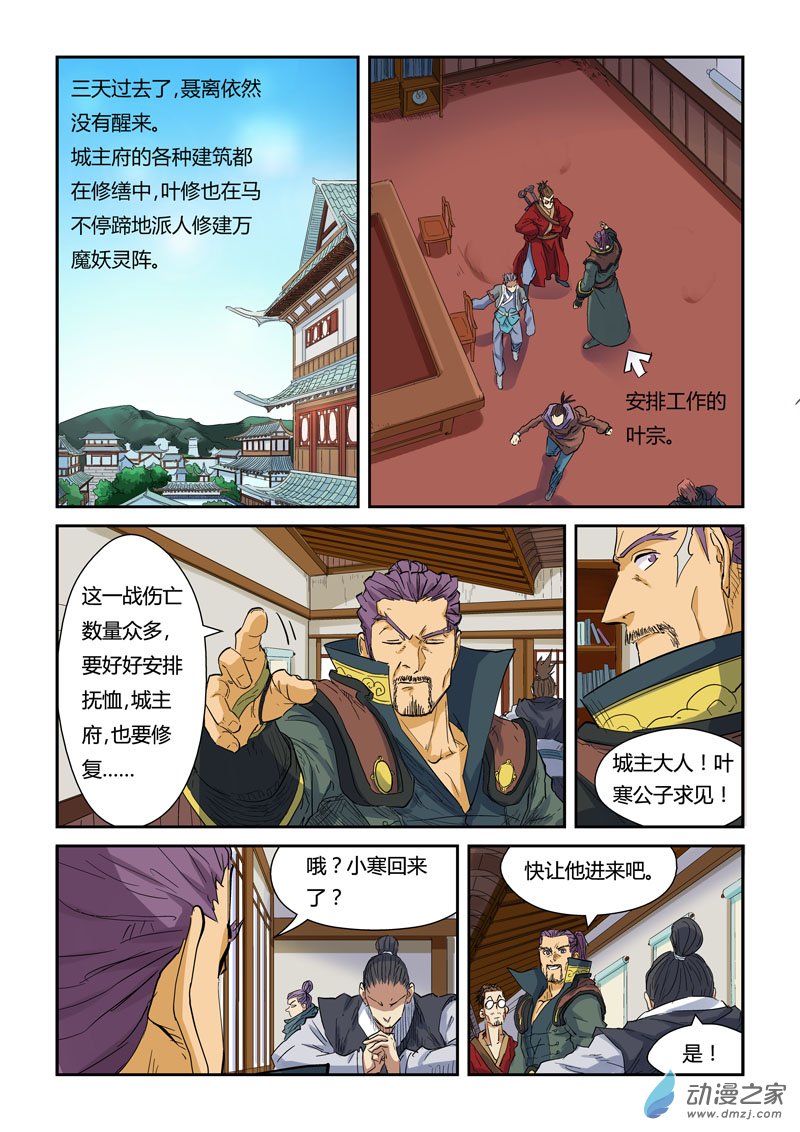 三天过去了,聂离依然
没有醒来。
城主府的各种建筑都
在修缮中,叶修也在马
不停蹄地派人修建万
魔妖灵阵。
安排工作的
叶宗。
这一战伤亡
数量众多,
要好好安排
抚恤,城主
府,也要修
复……
城主大人！叶
寒公子求见！
哦？小寒回来
了？
快让他进来吧。
是！
动漫之家
www.dmzj.com